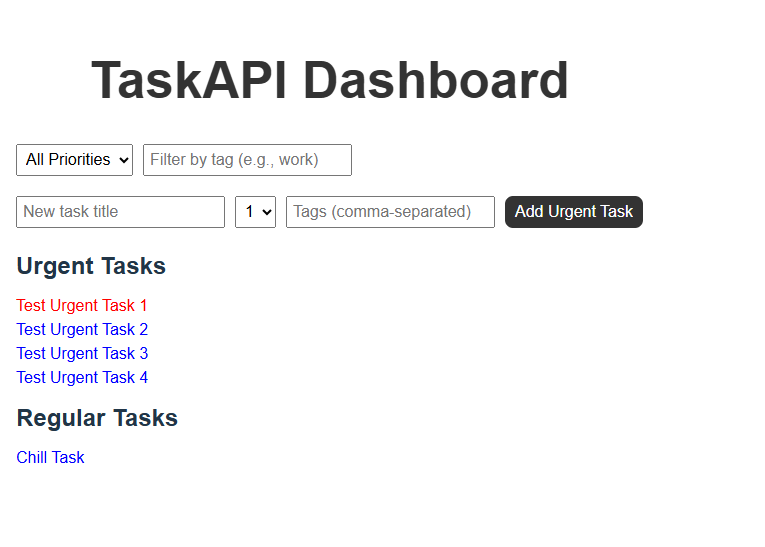 TaskAPI Dashboard
All Priorities Filter by tag (e.g., work)
New task title 1 Tags (comma-separated) Add Urgent Task
Urgent Tasks
Test Urgent Task 1
Test Urgent Task 2
Test Urgent Task 3
Test Urgent Task 4
Regular Tasks
Chill Task